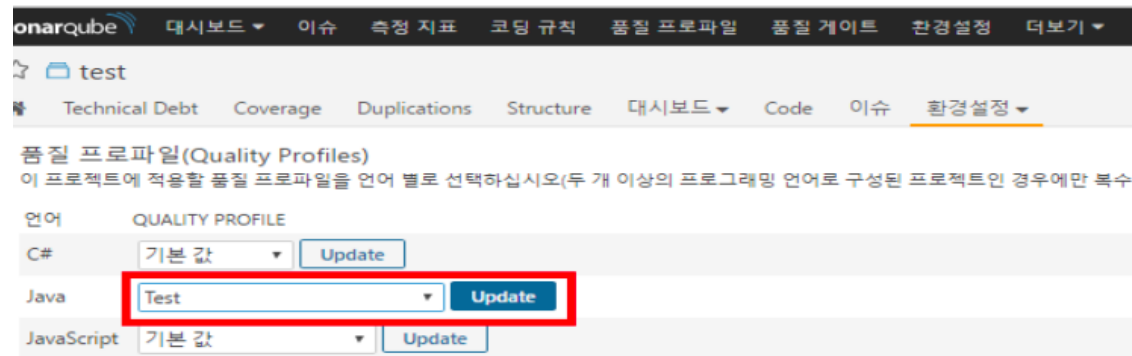 onarqube 대시보드 이슈 측정 지표 코딩 규칙 품질 프로파일 품질 게이트 환경설정 더보기
test
Technical Debt Coverage Duplications Structure 대시보드 Code 이슈 환경설정
품질 프로파일(Quality Profiles)
이 프로젝트에 적용할 품질 프로파일을 언어 별로 선택하십시오(두 개 이상의 프로그래밍 언어로 구성된 프로젝트인 경우에만 복수
언어 QUALITY PROFILE
C# 기본 값 Update
Java Test Update
JavaScript 기본 값 Update